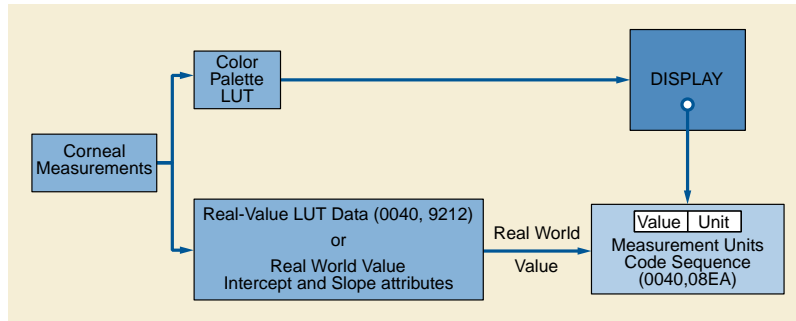 Color
Palette
LUT
DISPLAY
Corneal
Measurements
Real-Value LUT Data (0040, 9212)
or
Real World Value
Intercept and Slope attributes
Real World
Value
Value Unit
Measurement Units
Code Sequence
(0040,08EA)